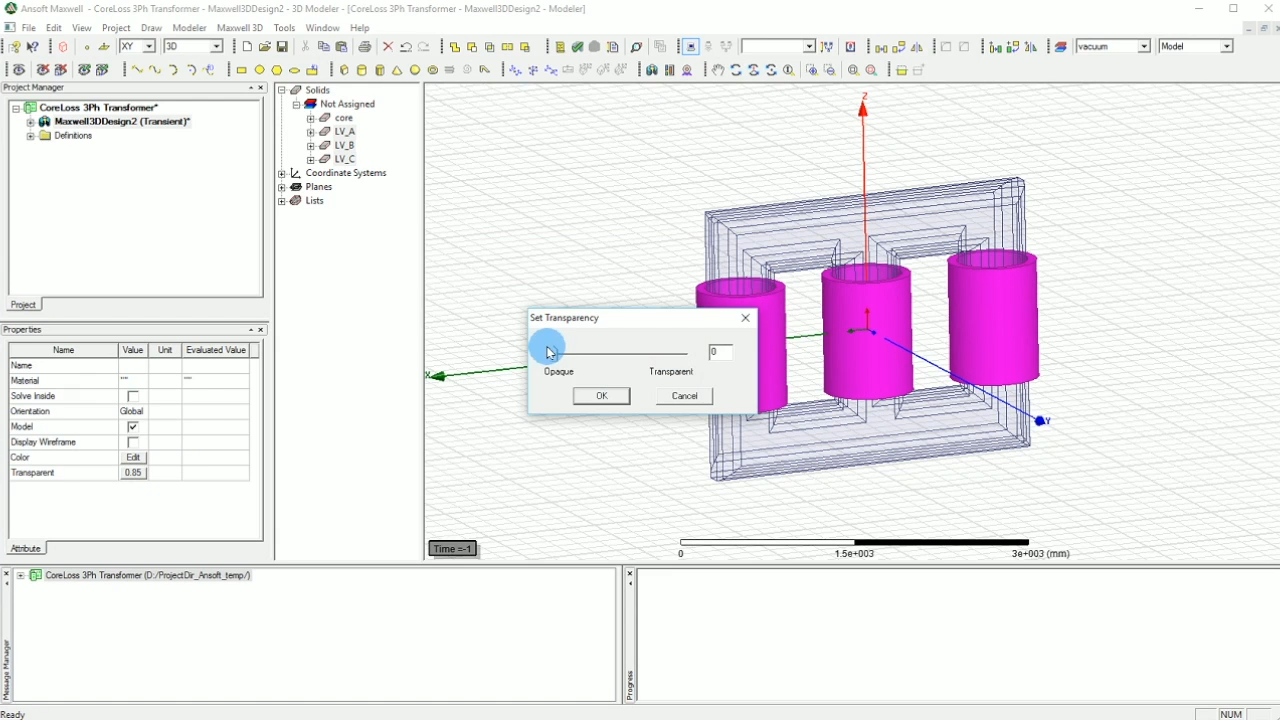 Ansoft Maxwell - CoreLoss 3Ph Transformer - Maxwell3DDesign2 - 3D Modeler - [CoreLoss 3Ph Transformer - Maxwell3DDesign2 - Modeler]
File Edit View Project Draw Modeler Maxwell 3D Tools Window Help
XY 3D vacuum Model
Project Manager
CoreLoss 3Ph Transformer*
Maxwell3DDesign2 (Transient)*
Definitions
Project
Solids
Not Assigned
core
LV_A
LV_B
LV_C
Coordinate Systems
Planes
Lists
Properties
Name Value Unit Evaluated Value
Name
Material
Solve Inside
Orientation Global
Model
Display Wireframe
Color Edit
Transparent 0.85
Attribute
Z
X
Y
Set Transparency
0
Opaque Transparent
OK Cancel
Time =-1
0 1.5e+003 3e+003 (mm)
CoreLoss 3Ph Transformer (D:/ProjectDir_Ansoft_temp/)
Message Manager
Progress
Ready
NUM